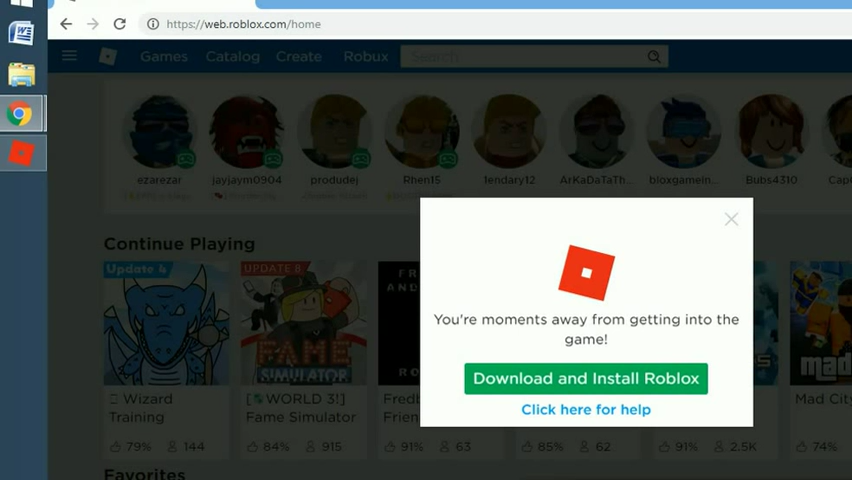 https://web.roblox.com/home
Games Catalog Create Robux Search
ezarezar jayjaym0904 produdej Rhen15 lendary12 ArKaDaTaTh... bloxgamein... Bubs4310
Continue Playing
Update 4
UPDATE 8
FAME
SIMULATOR
You're moments away from getting into the
game!
Download and Install Roblox
Click here for help
Wizard
Training
WORLD 3!]
Fame Simulator
Mad City
79% 144 84% 915 91% 63 85% 62 91% 2.5K 74%
Favorites